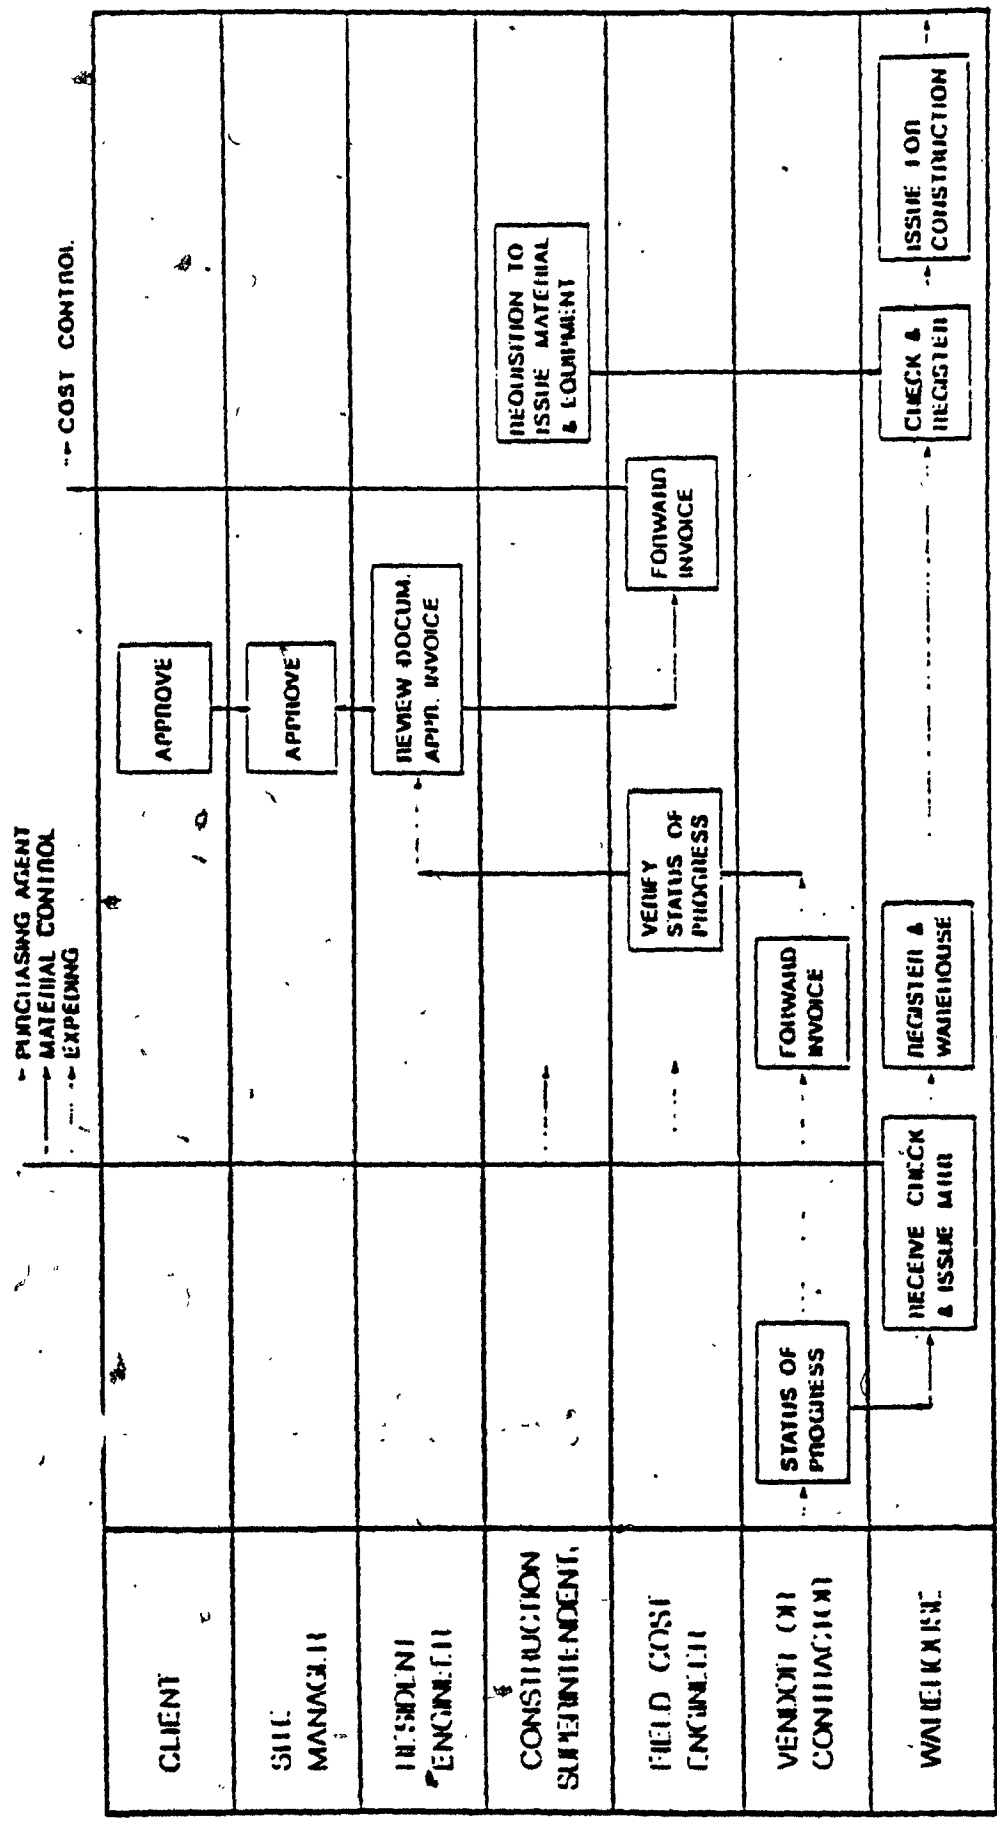 PURCHASING AGENT
MATERIAL CONTROL
EXPEDING
COST CONTROL
CLIENT
APPROVE
SITE
MANAGER
APPROVE
RESIDENT
ENGINEER
REVIEW DOCUM.
APPR. INVOICE
CONSTRUCTION
SUPERINTENDENT
REQUISITION TO
ISSUE MATERIAL
& EQUIPMENT
FIELD COST
ENGINEER
VERIFY
STATUS OF
PROGRESS
FORWARD
INVOICE
VENDOR OR
CONTRACTOR
STATUS OF
PROGRESS
FORWARD
INVOICE
WAREHOUSE
RECEIVE CHECK
& ISSUE MRR
REGISTER &
WAREHOUSE
CHECK &
REGISTER
ISSUE FOR
CONSTRUCTION